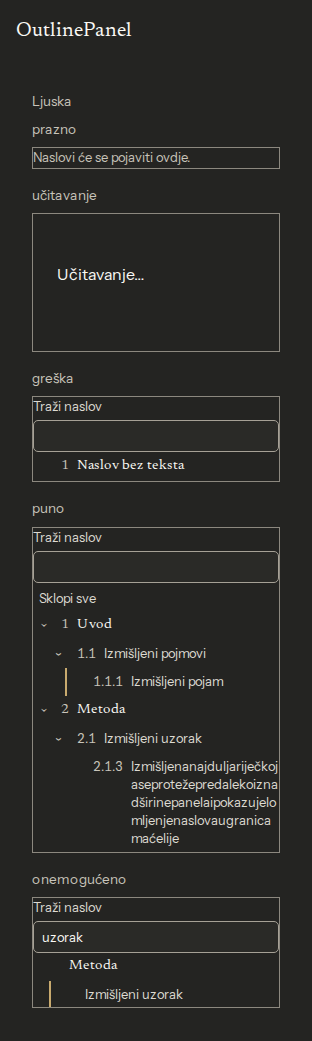 OutlinePanel
Ljuska
prazno
Naslovi će se pojaviti ovdje.
učitavanje
Učitavanje…
greška
Traži naslov
1 Naslov bez teksta
puno
Traži naslov
Sklopi sve
1 Uvod
1.1 Izmišljeni pojmovi
1.1.1 Izmišljeni pojam
2 Metoda
2.1 Izmišljeni uzorak
2.1.3 Izmišljenanajduljariječkoj
aseprotežepredalekoizna
dširinepanelaipokazujelo
mljenjenaslovaugranica
maćelije
onemogućeno
Traži naslov
uzorak
Metoda
Izmišljeni uzorak